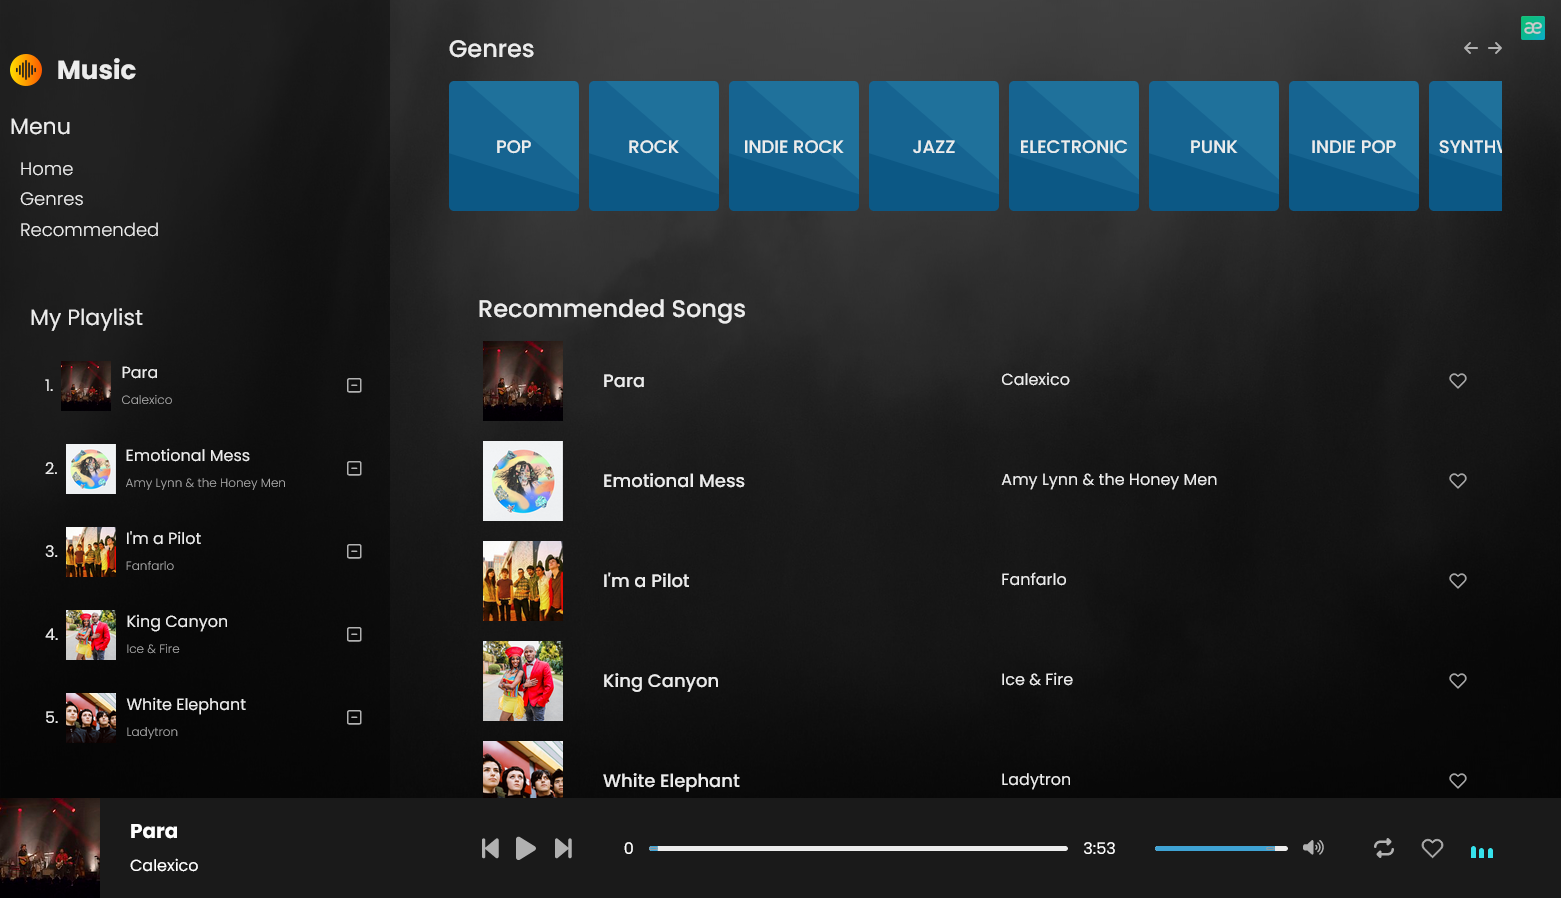 Music
Menu
Home
Genres
Recommended
My Playlist
1. Para
Calexico
2. Emotional Mess
Amy Lynn & the Honey Men
3. I'm a Pilot
Fanfarlo
4. King Canyon
Ice & Fire
5. White Elephant
Ladytron
Genres
æ
POP ROCK INDIE ROCK JAZZ ELECTRONIC PUNK INDIE POP
Recommended Songs
Para Calexico
Emotional Mess Amy Lynn & the Honey Men
I'm a Pilot Fanfarlo
King Canyon Ice & Fire
White Elephant Ladytron
Para
Calexico
0 3:53